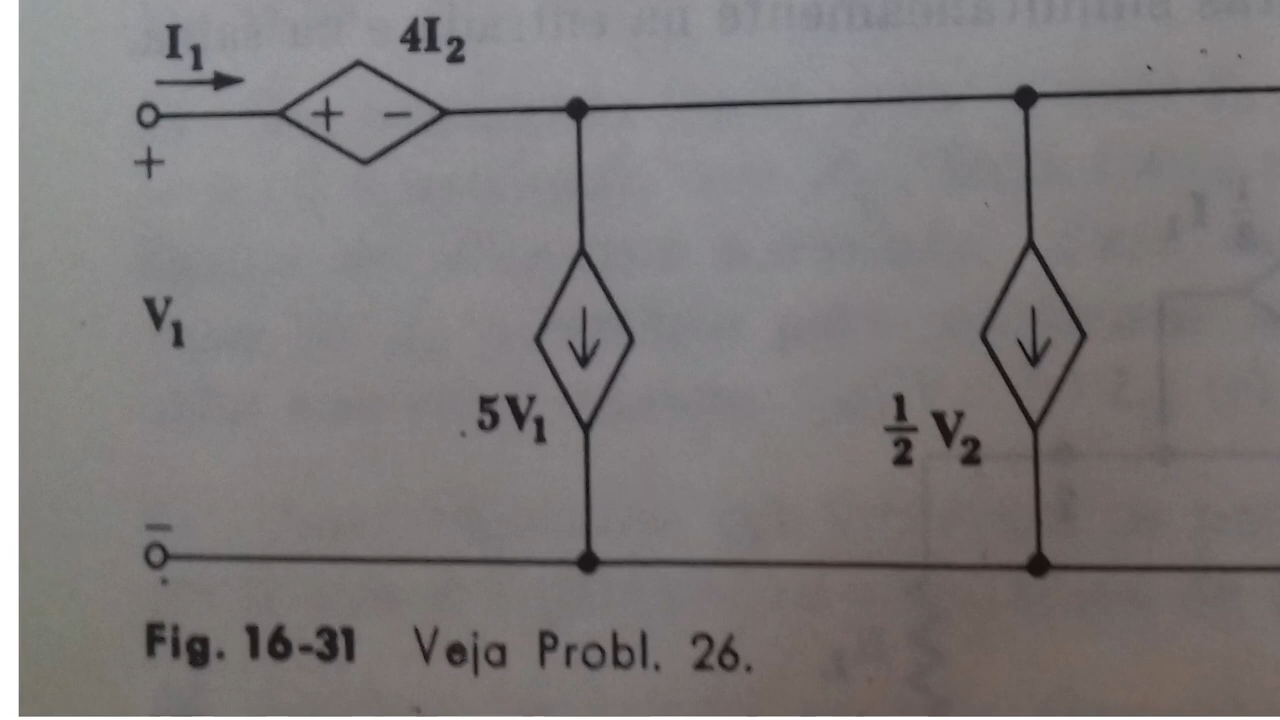 I₁
4I₂
+ −
+
V₁
5V₁
1/2 V₂
−
Fig. 16-31 Veja Probl. 26.